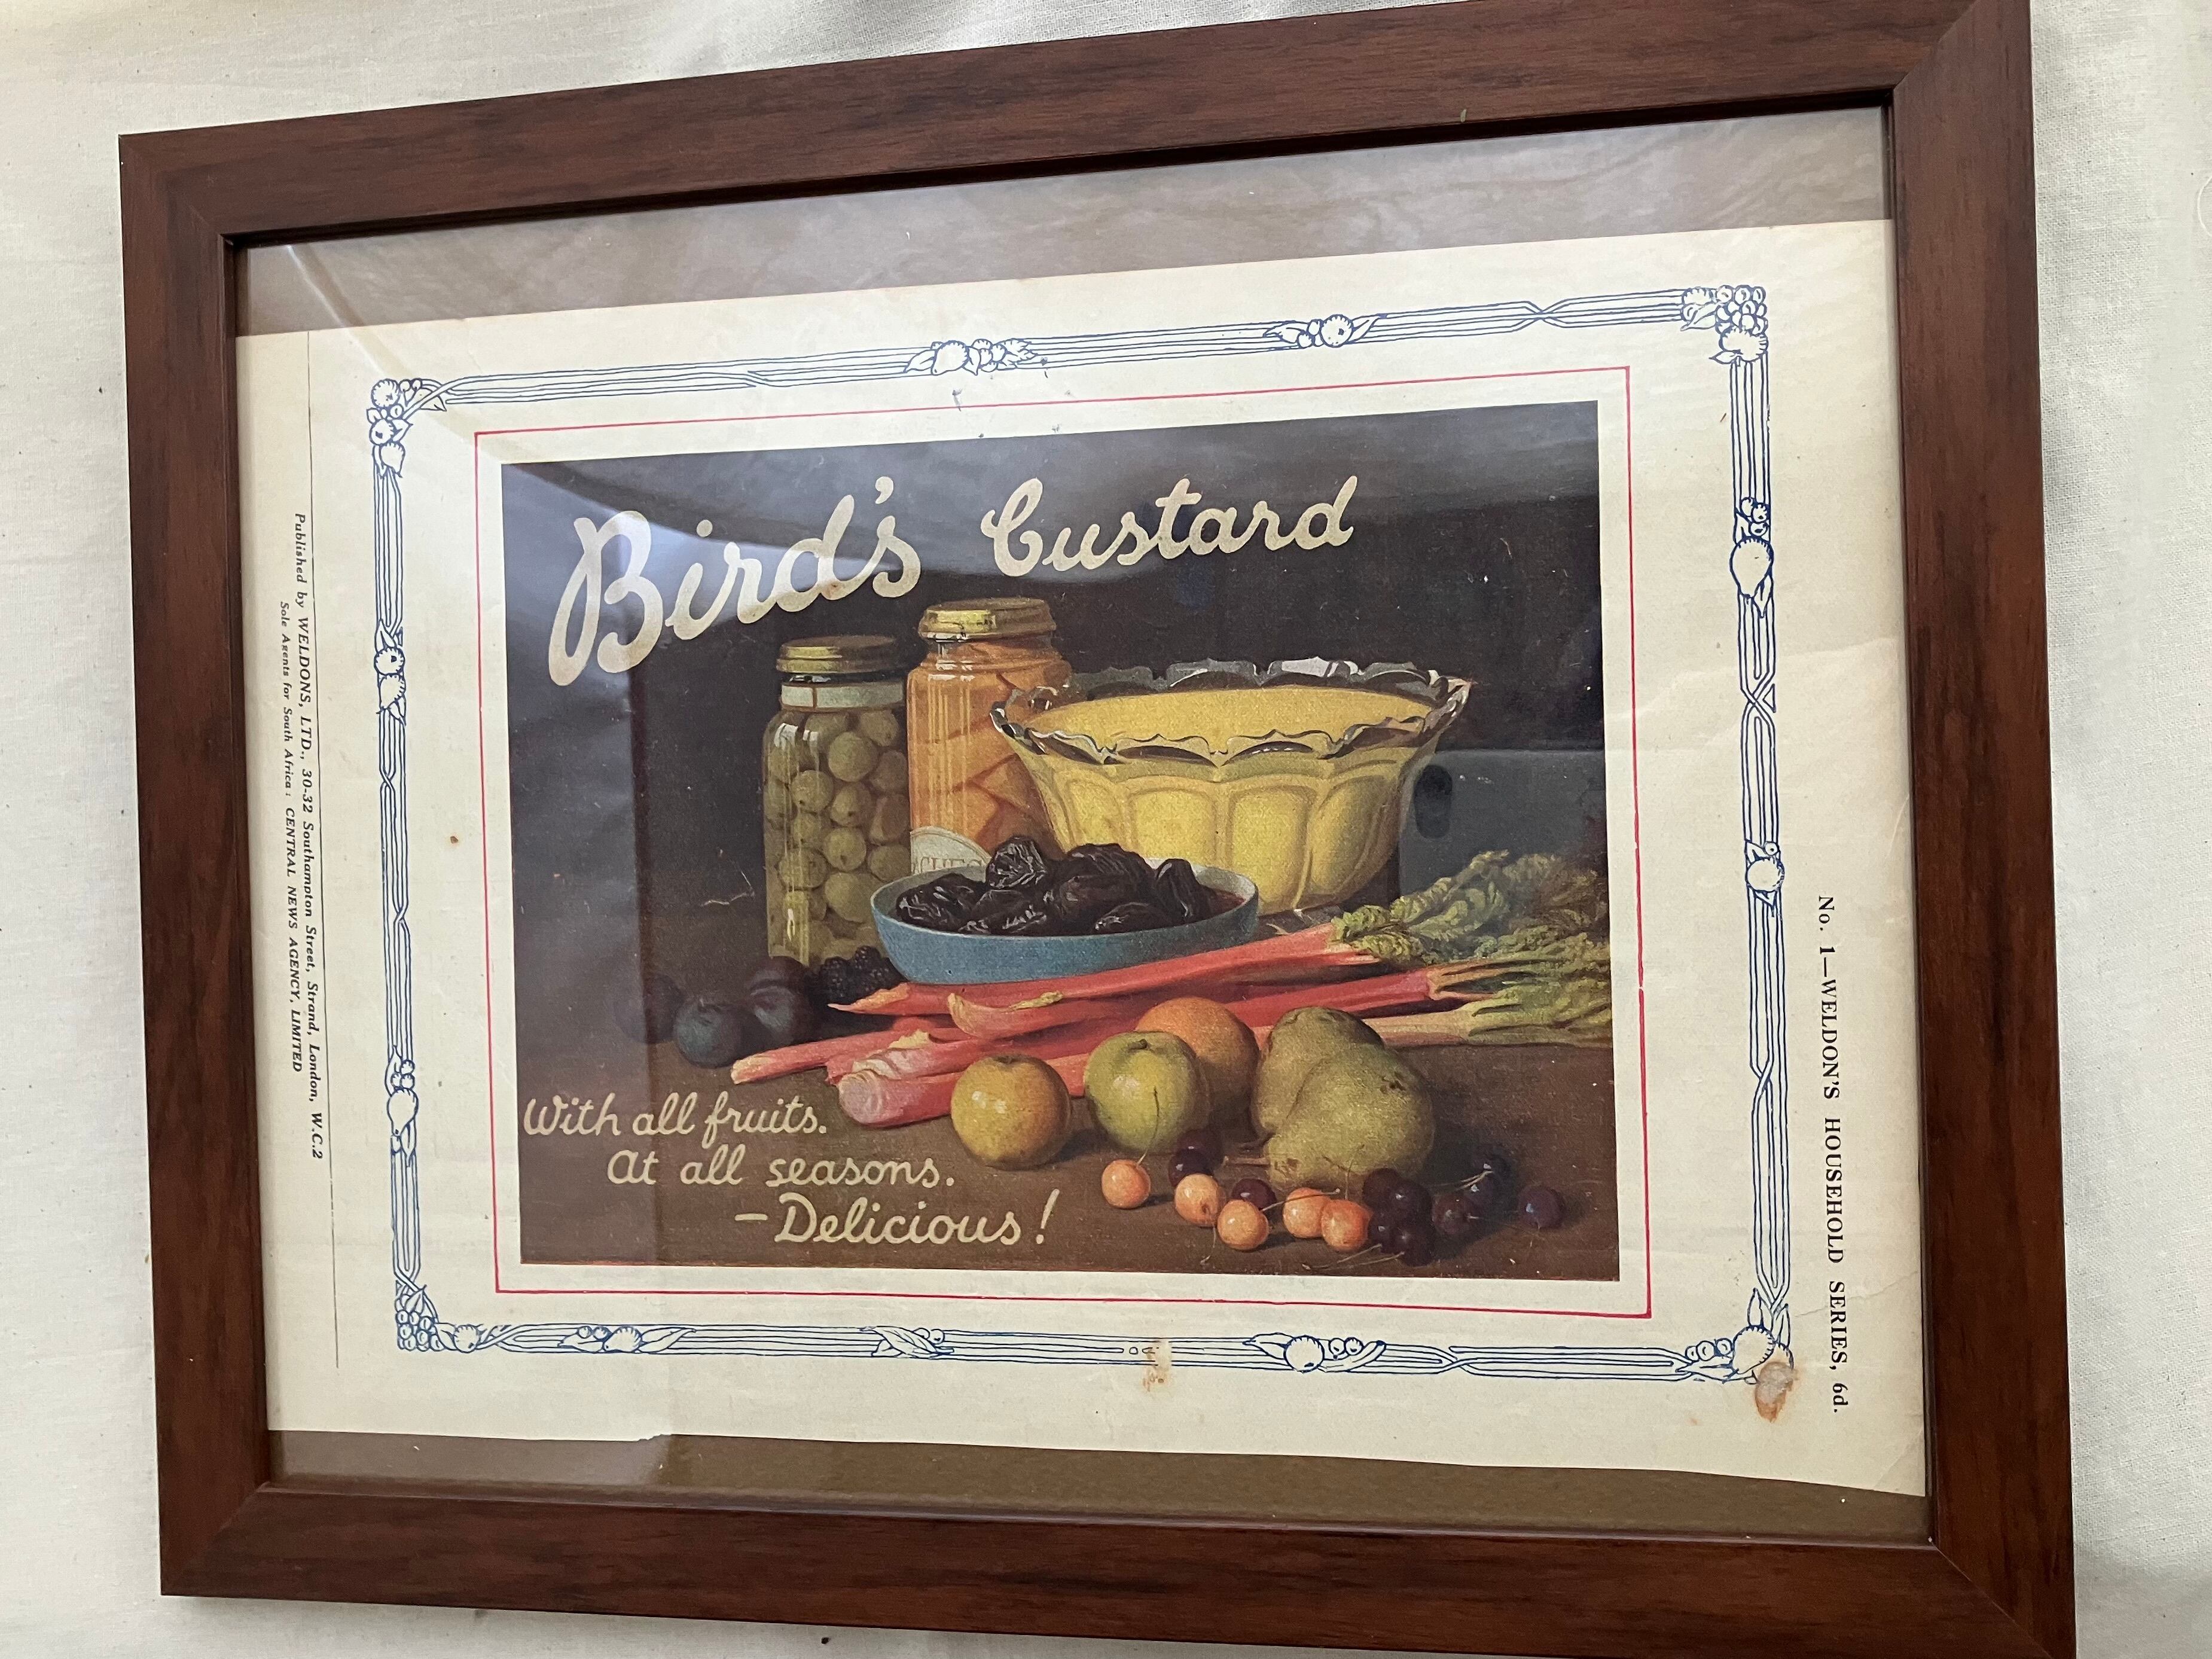 Bird's Custard
With all fruits.
At all seasons.
—Delicious!
Published by WELDONS, LTD., 30-32 Southampton Street, Strand, London, W.C.2
Sole Agents for South Africa: CENTRAL NEWS AGENCY, LIMITED
No. 1—WELDON'S HOUSEHOLD SERIES, 6d.